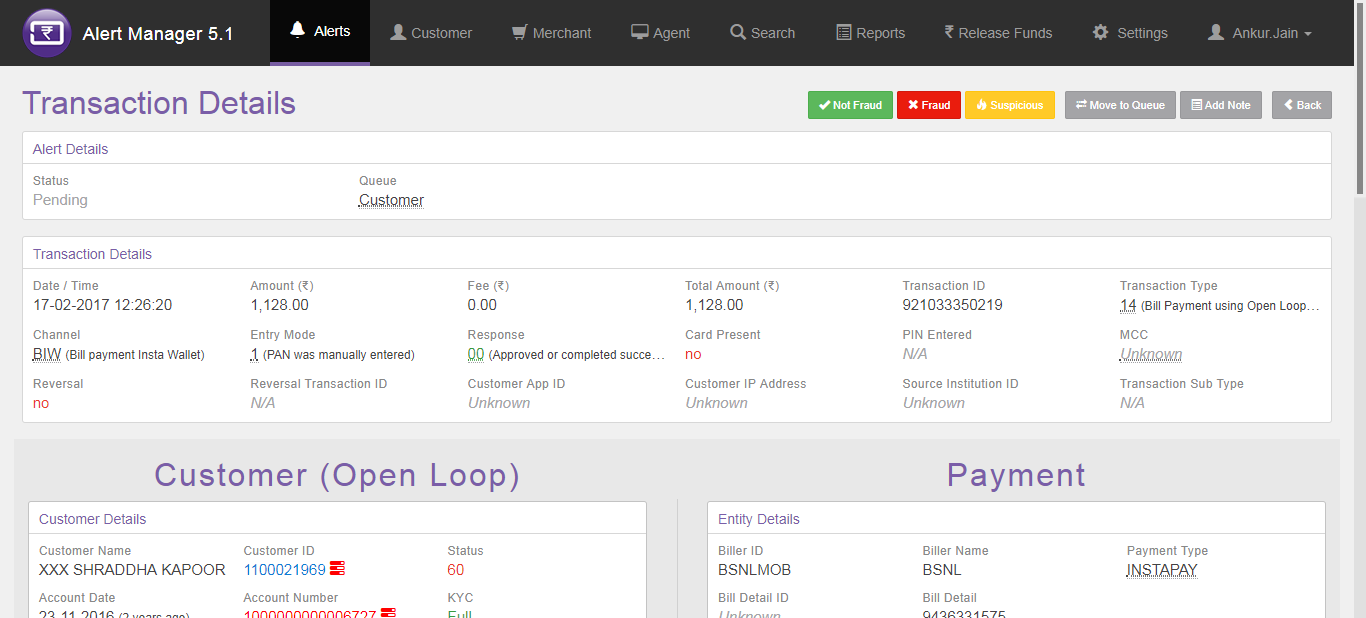 Alert Manager 5.1
Alerts
Customer
Merchant
Agent
Search
Reports
₹ Release Funds
Settings
Ankur.Jain
Transaction Details
Not Fraud
Fraud
Suspicious
Move to Queue
Add Note
Back
Alert Details
Status
Queue
Pending
Customer
Transaction Details
Date / Time
Amount (₹)
Fee (₹)
Total Amount (₹)
Transaction ID
Transaction Type
17-02-2017 12:26:20
1,128.00
0.00
1,128.00
921033350219
14 (Bill Payment using Open Loop…
Channel
Entry Mode
Response
Card Present
PIN Entered
MCC
BIW (Bill payment Insta Wallet)
1 (PAN was manually entered)
00 (Approved or completed succe…
no
N/A
Unknown
Reversal
Reversal Transaction ID
Customer App ID
Customer IP Address
Source Institution ID
Transaction Sub Type
no
N/A
Unknown
Unknown
Unknown
N/A
Customer (Open Loop)
Payment
Customer Details
Entity Details
Customer Name
Customer ID
Status
Biller ID
Biller Name
Payment Type
XXX SHRADDHA KAPOOR
1100021969
60
BSNLMOB
BSNL
INSTAPAY
Account Date
Account Number
KYC
Bill Detail ID
Bill Detail
23-11-2016 (2 years ago)
1000000000006727
Full
Unknown
9436331575